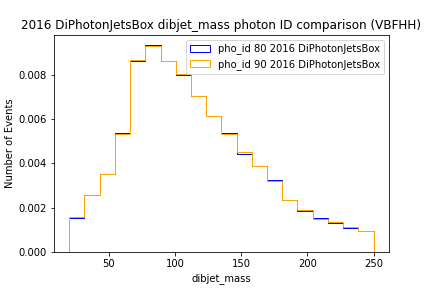 2016 DiPhotonJetsBox dibjet_mass photon ID comparison (VBFHH)
pho_id 80 2016 DiPhotonJetsBox
pho_id 90 2016 DiPhotonJetsBox
Number of Events
0.008
0.006
0.004
0.002
0.000
50
100
150
200
250
dibjet_mass